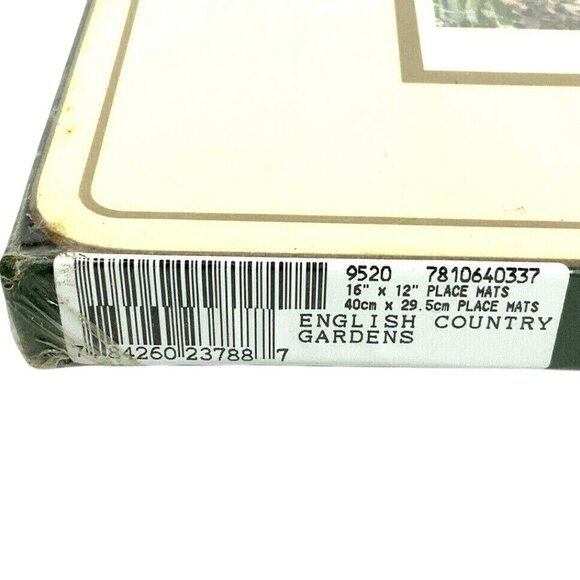 9520 7810640337
16" x 12" PLACE MATS
40cm x 29.5cm PLACE MATS
ENGLISH COUNTRY
GARDENS
84260 23788 7